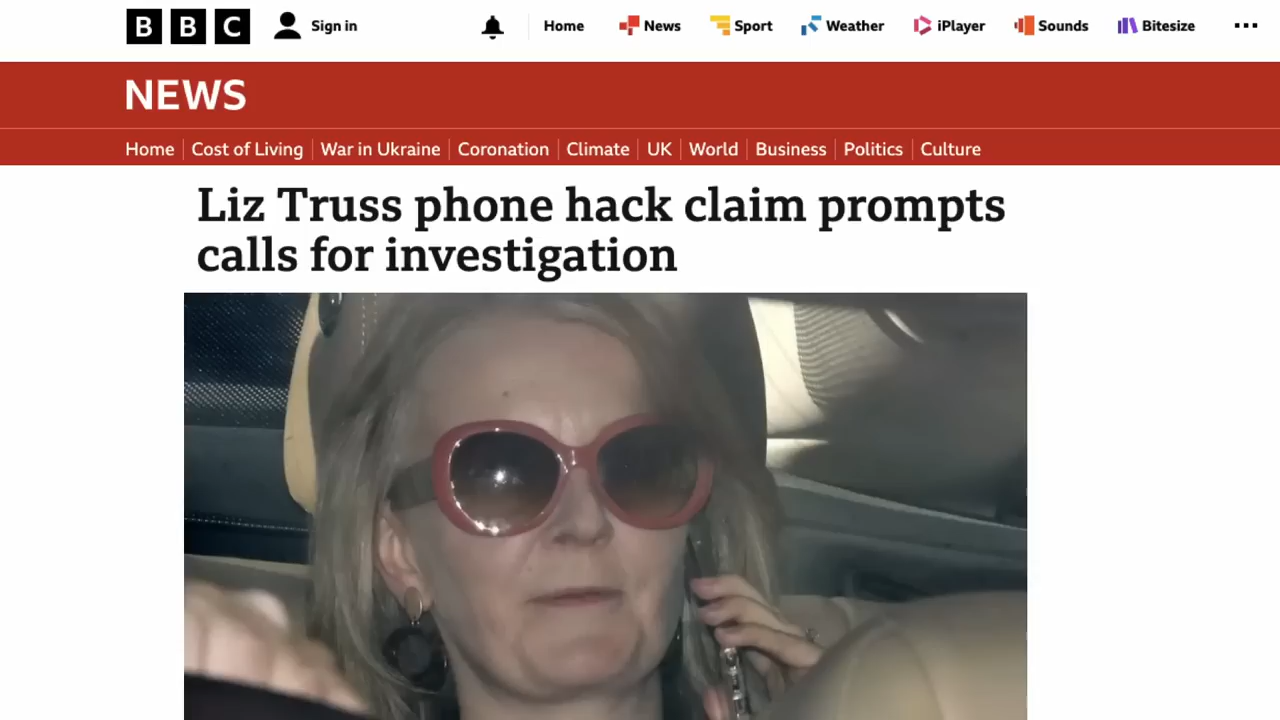 BBC Sign in Home News Sport Weather iPlayer Sounds Bitesize
NEWS
Home Cost of Living War in Ukraine Coronation Climate UK World Business Politics Culture
Liz Truss phone hack claim prompts
calls for investigation